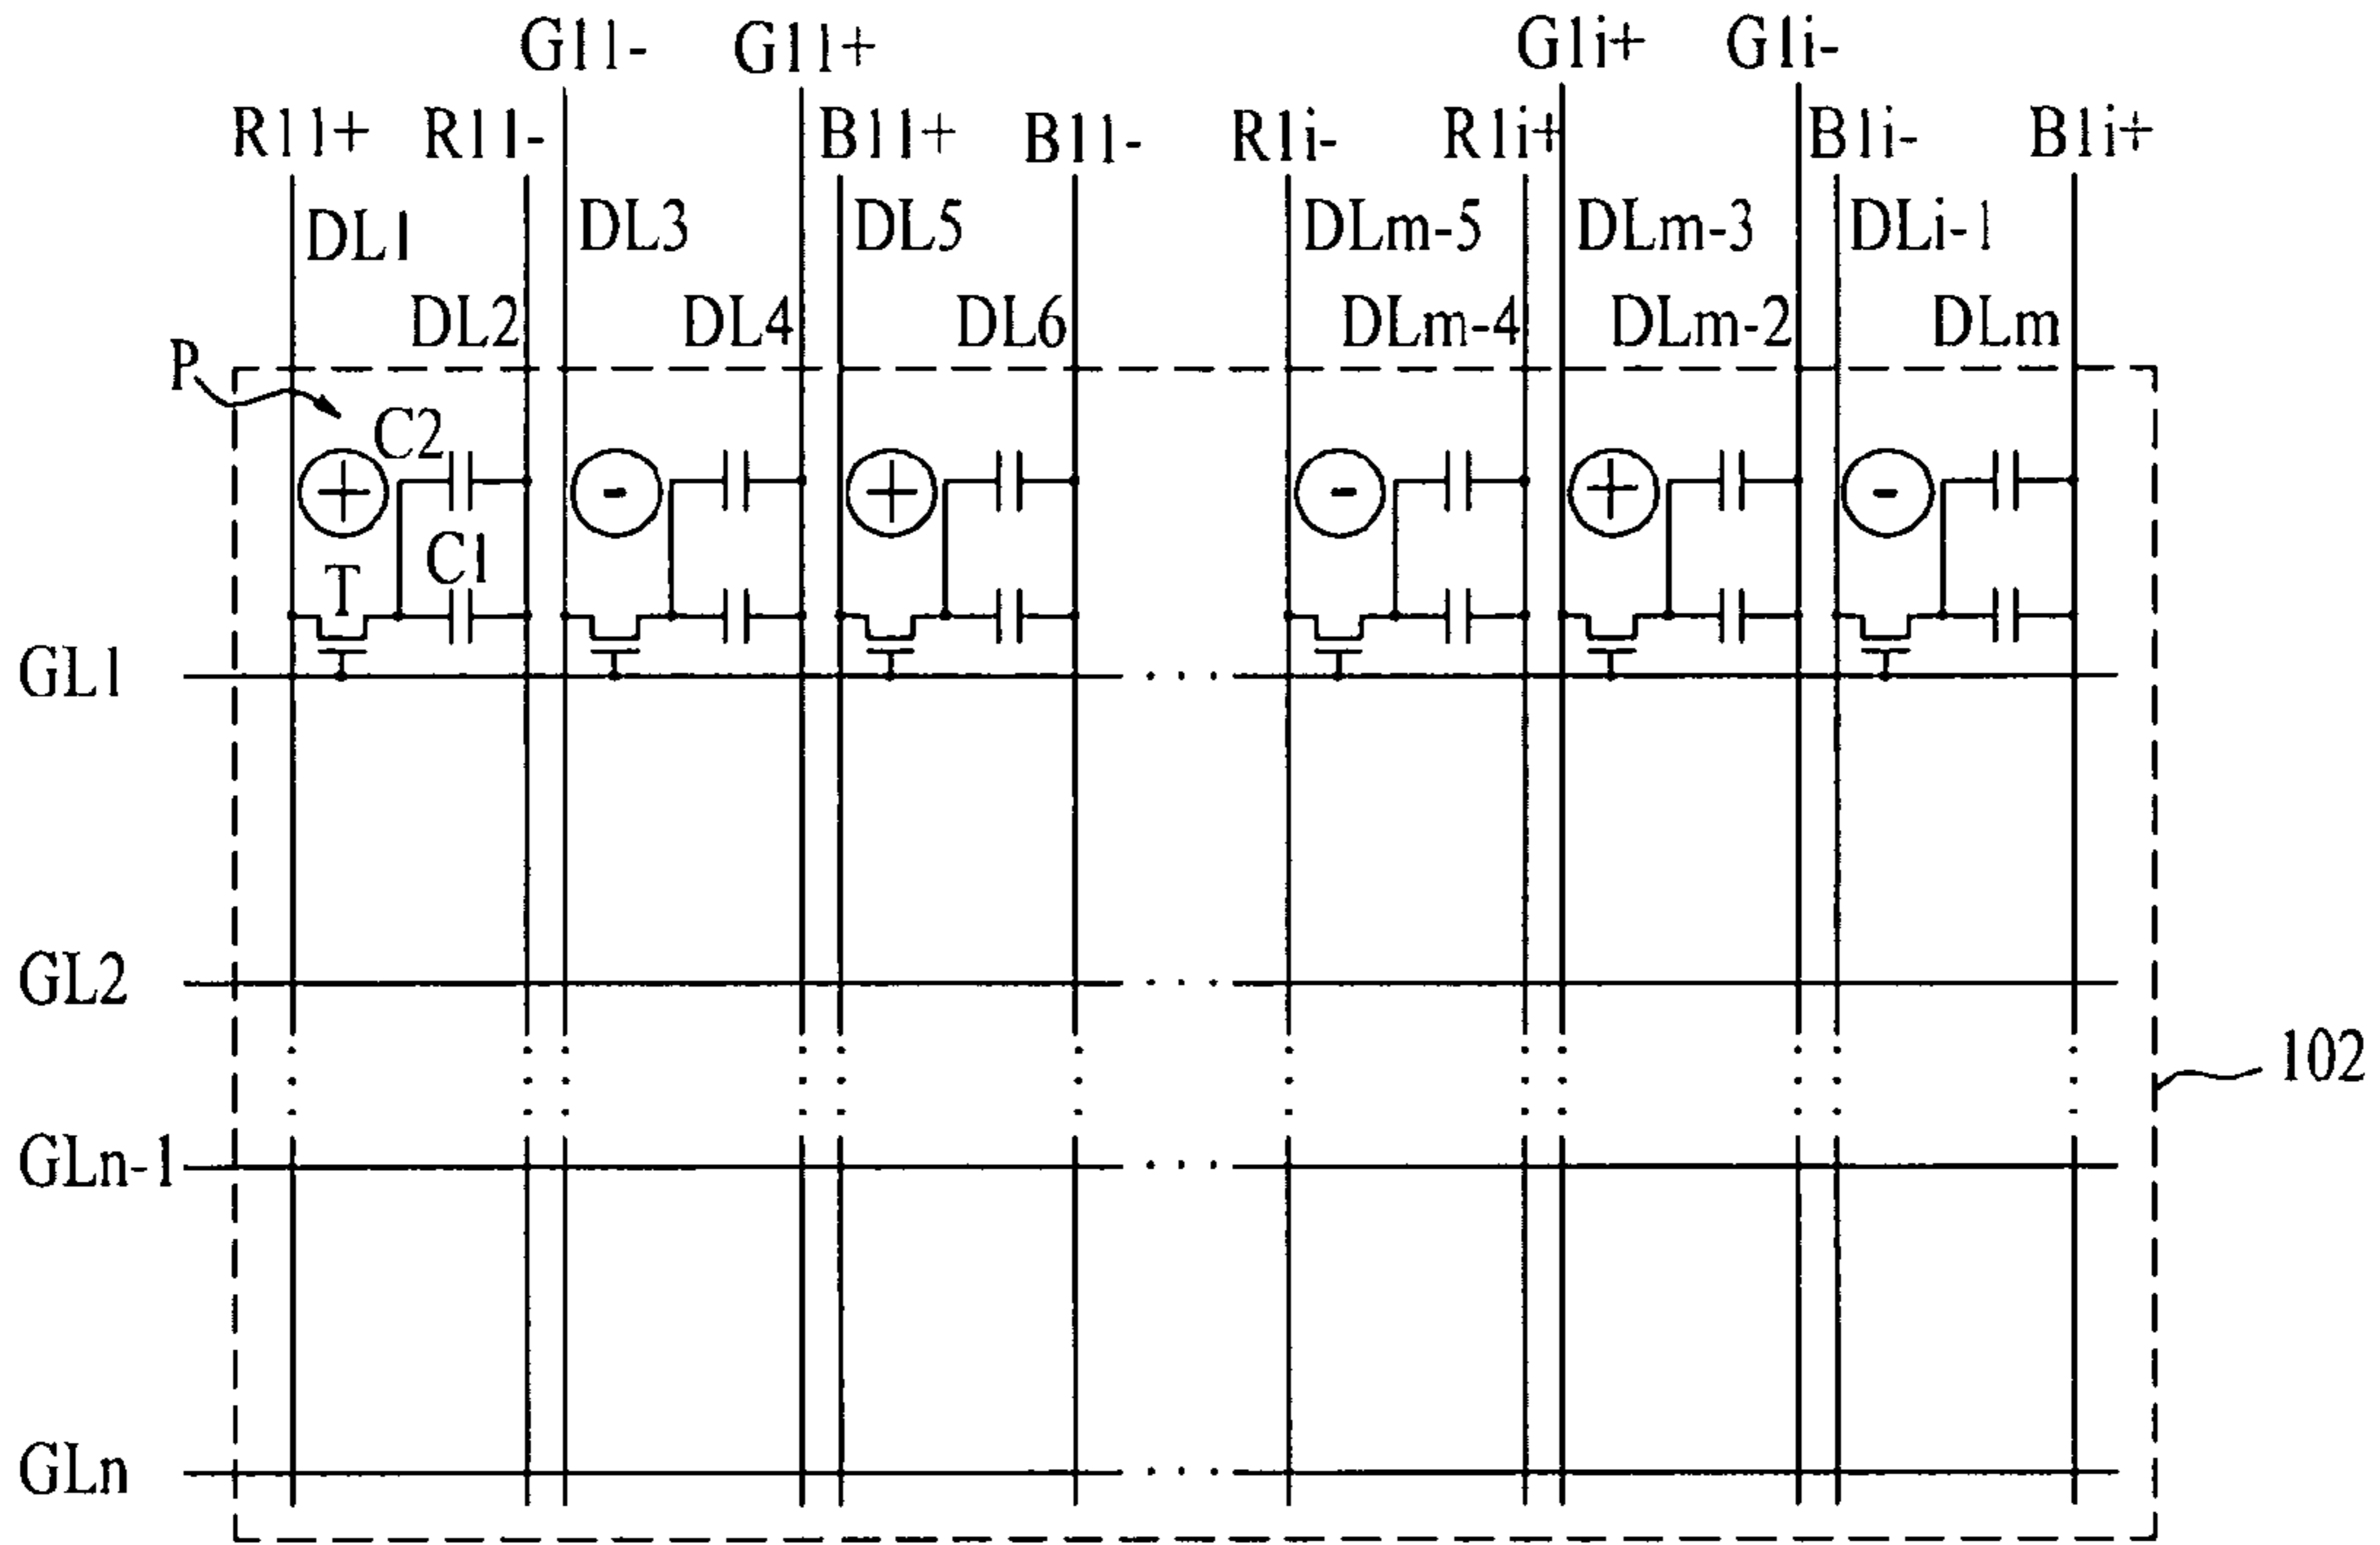 G11- G11+ G1i+ G1i-
R11+ R11- B11+ B11- R1i- R1i+ B1i- B1i+
DL1 DL3 DL5 DLm-5 DLm-3 DLi-1
DL2 DL4 DL6 DLm-4 DLm-2 DLm
P
C2
+ - + - + -
C1
T
GL1
GL2
102
GLn-1
GLn